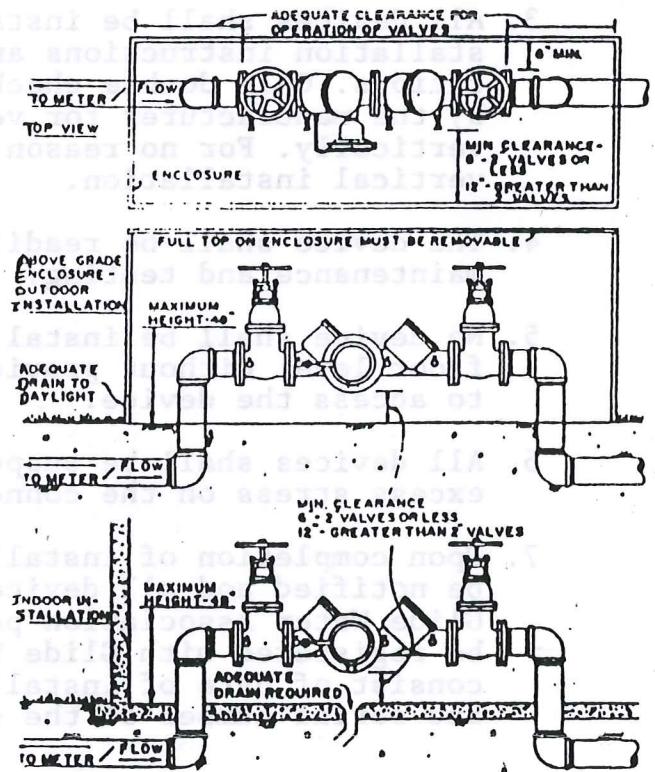 ADEQUATE CLEARANCE FOR
OPERATION OF VALVES
6" MIN.
FLOW
TO METER
TOP VIEW
ENCLOSURE
MIN. CLEARANCE-
6"-2" VALVES OR
LESS
12"-GREATER THAN
2" VALVES
FULL TOP ON ENCLOSURE MUST BE REMOVABLE
ABOVE GRADE
ENCLOSURE-
OUTDOOR
INSTALLATION
MAXIMUM
HEIGHT-48"
ADEQUATE
DRAIN TO
DAYLIGHT
FLOW
TO METER
MIN. CLEARANCE
6"-2" VALVES OR LESS
12"-GREATER THAN 2" VALVES
INDOOR IN-
STALLATION
MAXIMUM
HEIGHT-48"
ADEQUATE
DRAIN REQUIRED
FLOW
TO METER